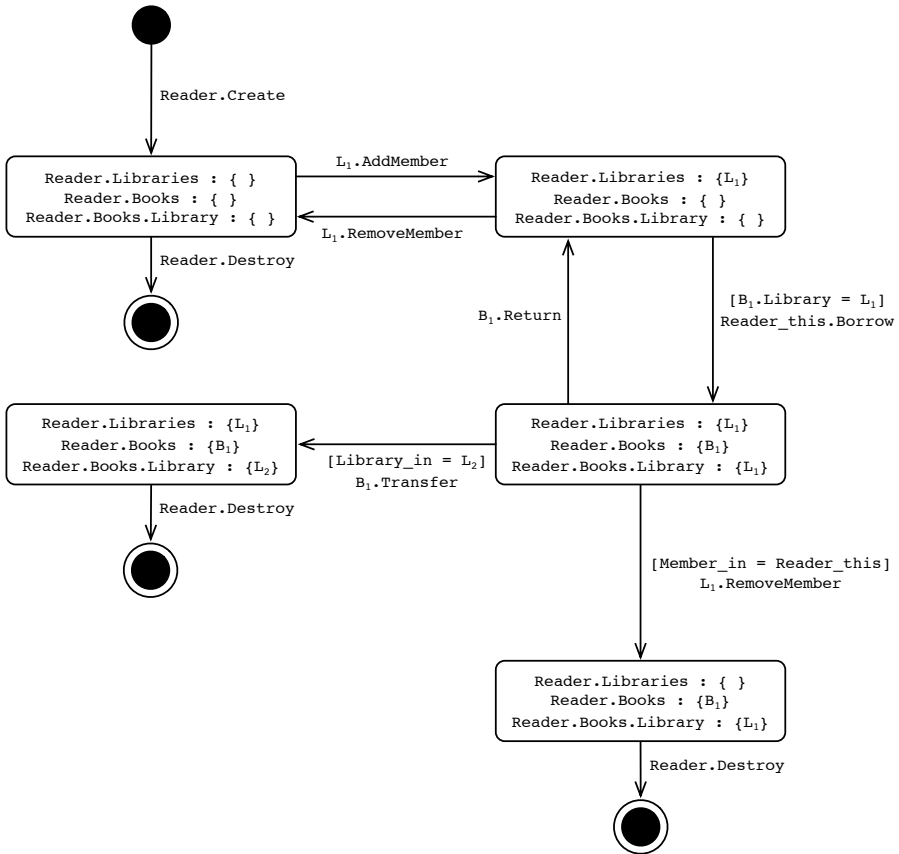 Reader.Create
Reader.Libraries : { }
Reader.Books : { }
Reader.Books.Library : { }
L₁.AddMember
L₁.RemoveMember
Reader.Libraries : {L₁}
Reader.Books : { }
Reader.Books.Library : { }
Reader.Destroy
B₁.Return
[B₁.Library = L₁]
Reader_this.Borrow
Reader.Libraries : {L₁}
Reader.Books : {B₁}
Reader.Books.Library : {L₂}
[Library_in = L₂]
B₁.Transfer
Reader.Libraries : {L₁}
Reader.Books : {B₁}
Reader.Books.Library : {L₁}
Reader.Destroy
[Member_in = Reader_this]
L₁.RemoveMember
Reader.Libraries : { }
Reader.Books : {B₁}
Reader.Books.Library : {L₁}
Reader.Destroy